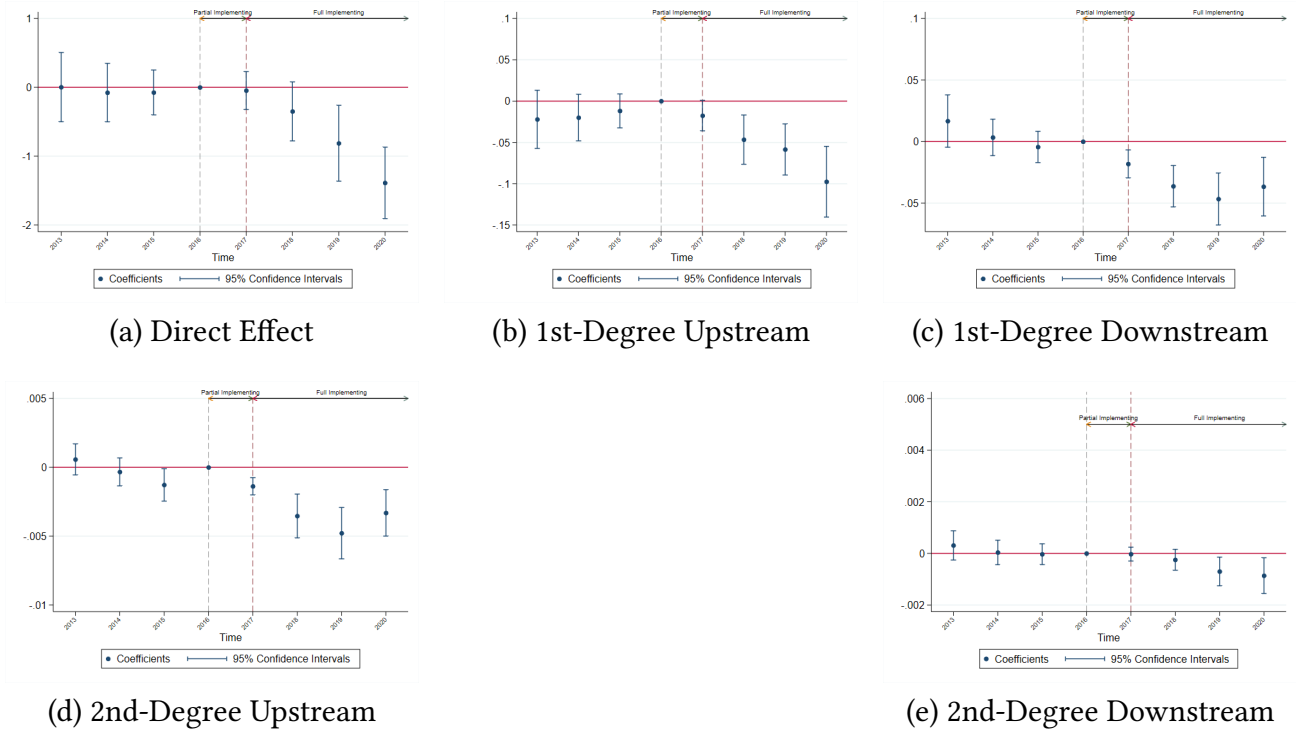 Partial Implementing Full Implementing
1
0
-1
-2
2013 2014 2015 2016 2017 2018 2019 2020
Time
Coefficients 95% Confidence Intervals
(a) Direct Effect
Partial Implementing Full Implementing
.1
.05
0
-.05
-.1
-.15
2013 2014 2015 2016 2017 2018 2019 2020
Time
Coefficients 95% Confidence Intervals
(b) 1st-Degree Upstream
Partial Implementing Full Implementing
.1
.05
0
-.05
2013 2014 2015 2016 2017 2018 2019 2020
Time
Coefficients 95% Confidence Intervals
(c) 1st-Degree Downstream
Partial Implementing Full Implementing
.005
0
-.005
-.01
2013 2014 2015 2016 2017 2018 2019 2020
Time
Coefficients 95% Confidence Intervals
(d) 2nd-Degree Upstream
.006
Partial Implementing Full Implementing
.004
.002
0
-.002
2013 2014 2015 2016 2017 2018 2019 2020
Time
Coefficients 95% Confidence Intervals
(e) 2nd-Degree Downstream